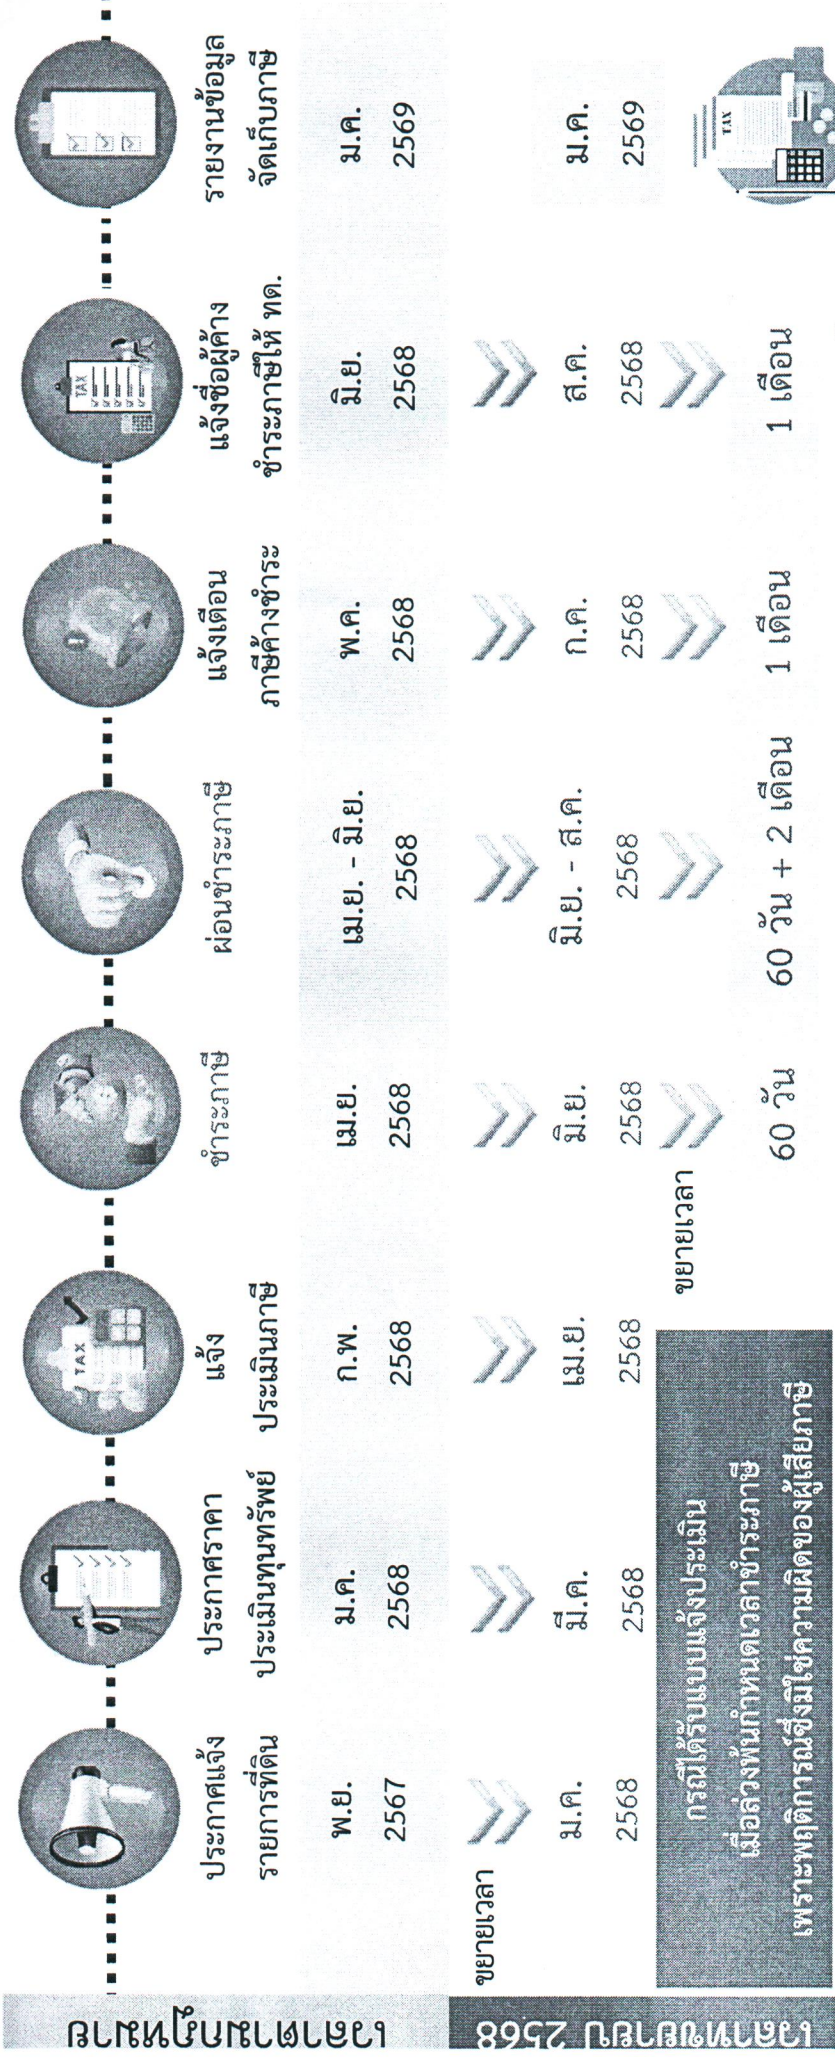 เวลาตามกฎหมาย
ประกาศแจ้ง
รายการที่ดิน
พ.ย.
2567
ประกาศราคา
ประเมินทุนทรัพย์
ม.ค.
2568
TAX
แจ้ง
ประเมินภาษี
ก.พ.
2568
ชำระภาษี
เม.ย.
2568
ผ่อนชำระภาษี
เม.ย. - มิ.ย.
2568
แจ้งเตือน
ภาษีค้างชำระ
พ.ค.
2568
TAX
แจ้งชื่อผู้ค้าง
ชำระภาษีให้ ทด.
มิ.ย.
2568
รายงานข้อมูล
จัดเก็บภาษี
ม.ค.
2569
เวลาที่ขยายปี 2568
ขยายเวลา
ม.ค.
2568
มี.ค.
2568
เม.ย.
2568
มิ.ย.
2568
มิ.ย. - ส.ค.
2568
ก.ค.
2568
ส.ค.
2568
ม.ค.
2569
กรณีได้รับแบบแจ้งประเมิน
เมื่อล่วงพ้นกำหนดเวลาชำระภาษี
เพราะพฤติการณ์ซึ่งมิใช่ความผิดของผู้เสียภาษี
ขยายเวลา
60 วัน
60 วัน + 2 เดือน
1 เดือน
1 เดือน
TAX